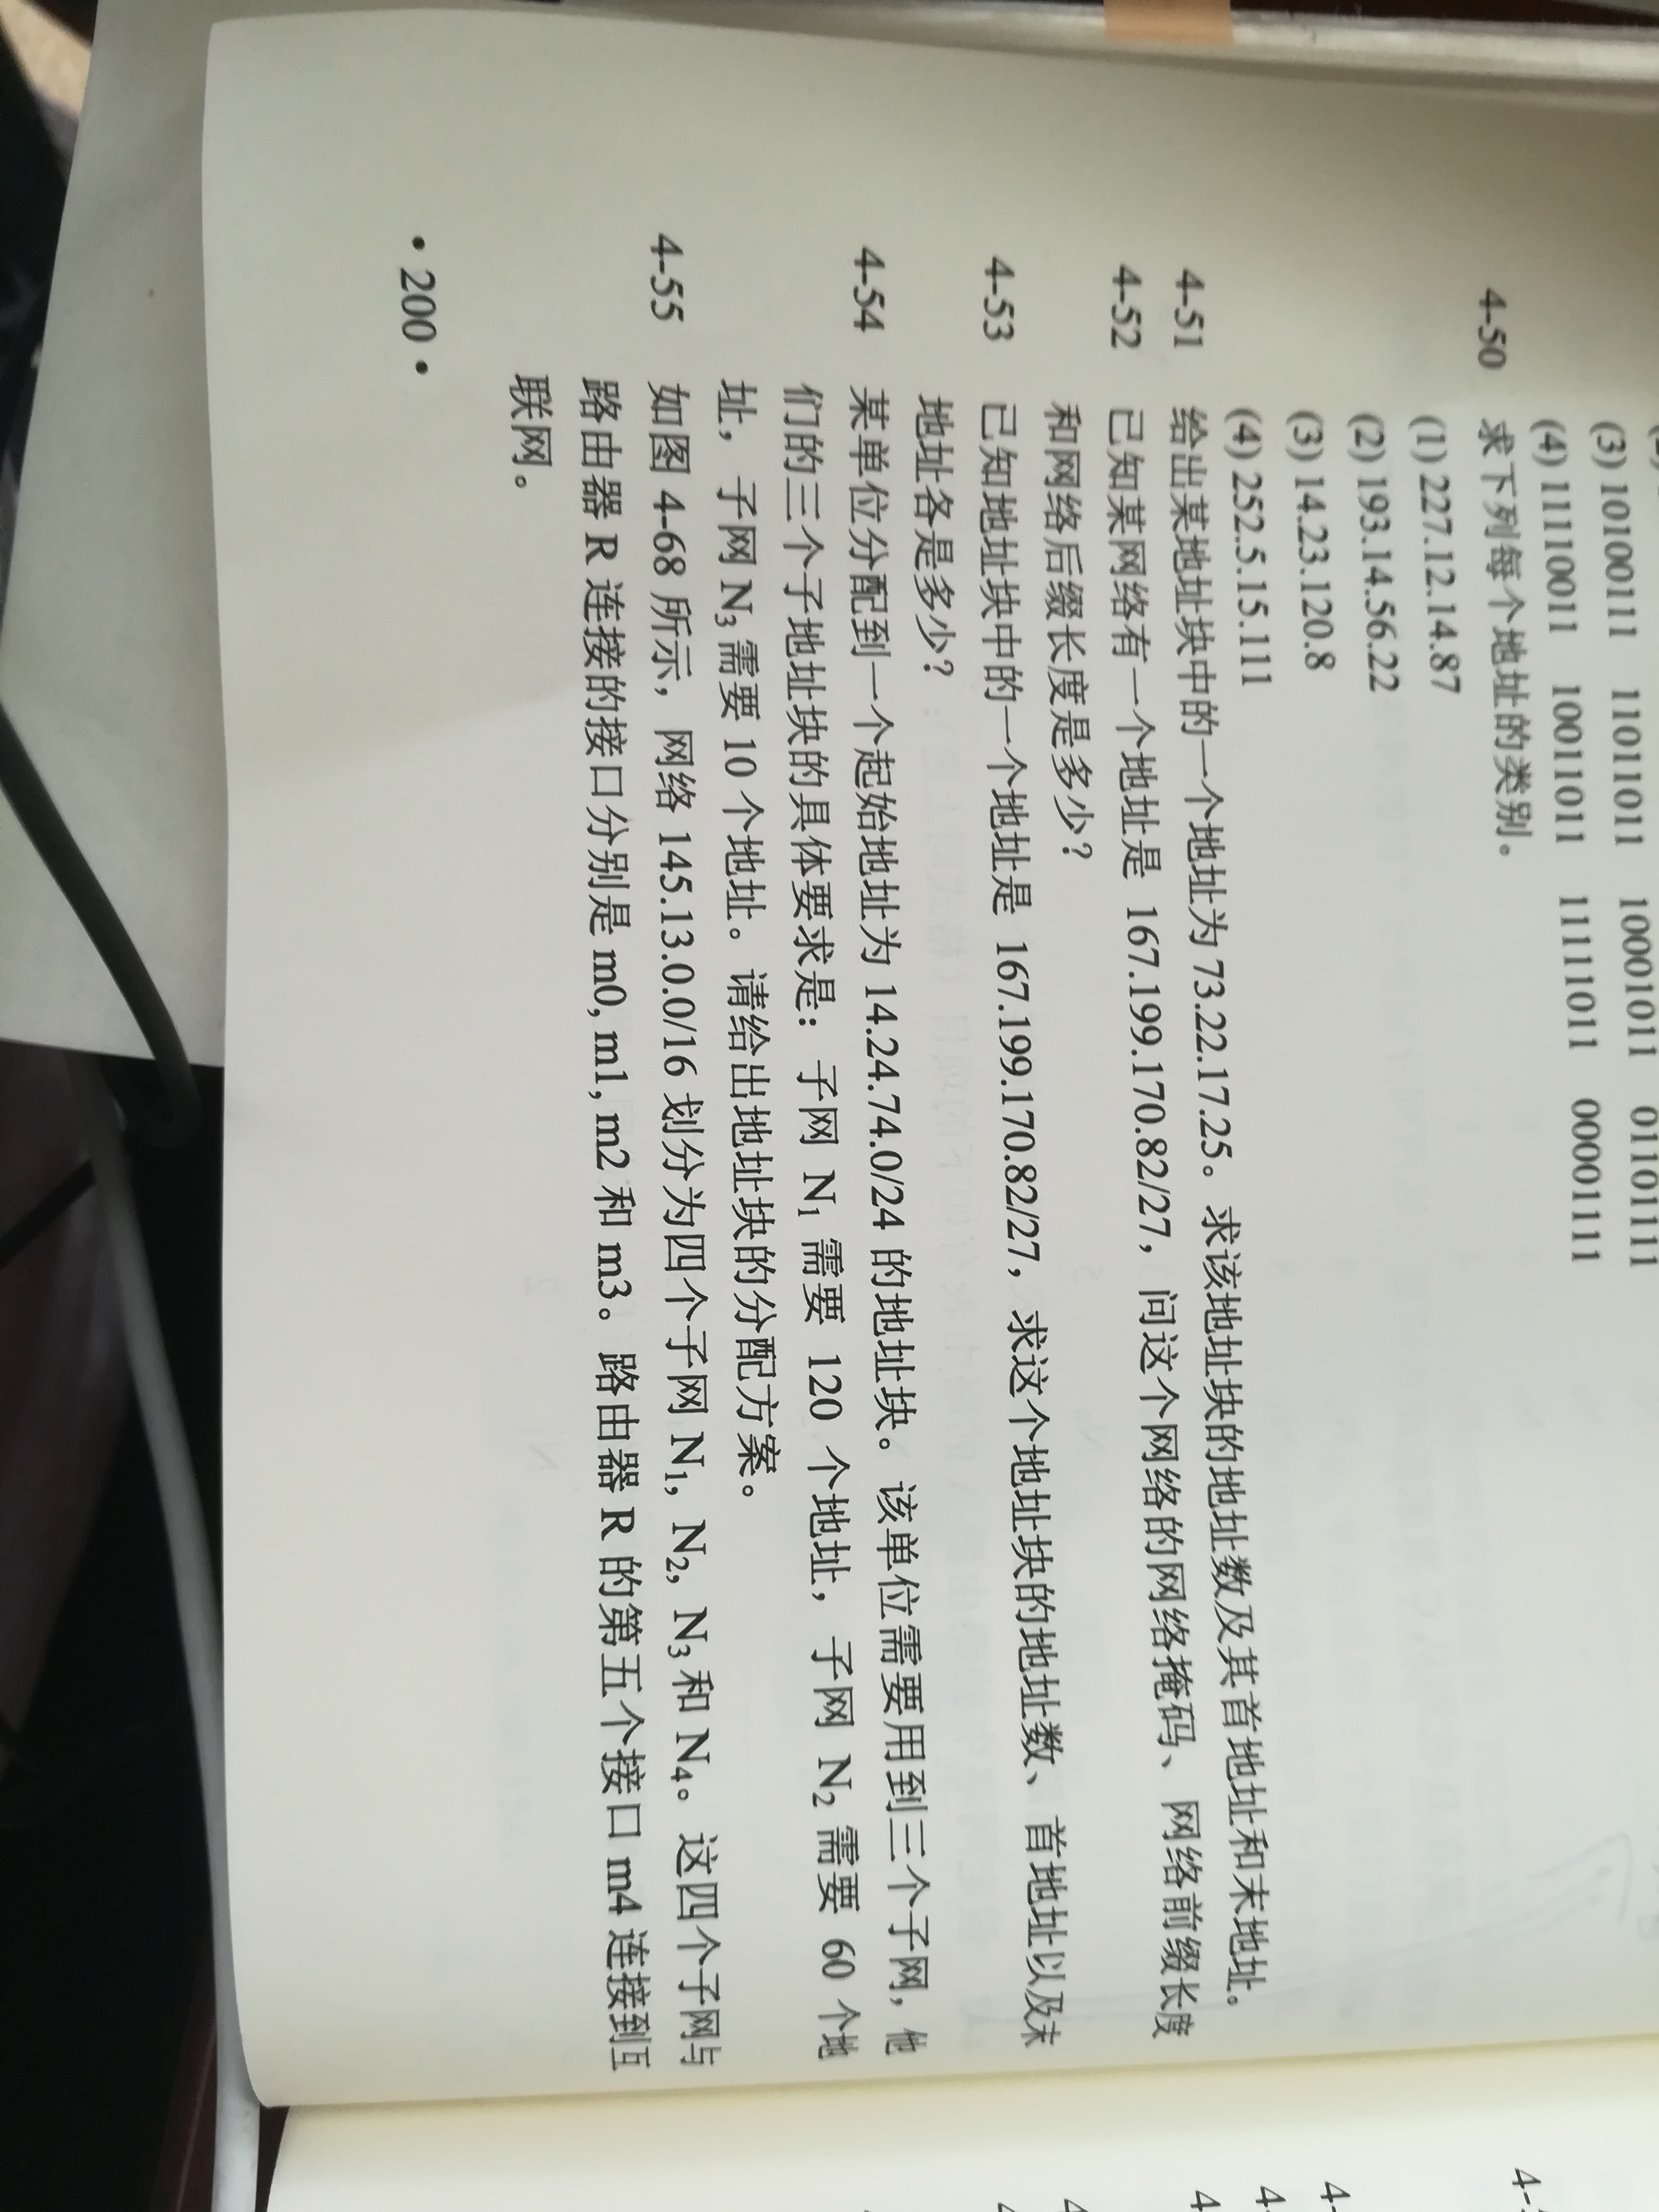 (3) 10100111 11011011 10001011 01101111
(4) 11110011 10011011 11111011 00001111
4-50 求下列每个地址的类别。
(1) 227.12.14.87
(2) 193.14.56.22
(3) 14.23.120.8
(4) 252.5.15.111
4-51 给出某地址块中的一个地址为 73.22.17.25。求该地址块的地址数及其首地址和末地址。
4-52 已知某网络有一个地址是 167.199.170.82/27，问这个网络的网络掩码、网络前缀长度
和网络后缀长度是多少？
4-53 已知地址块中的一个地址是 167.199.170.82/27，求这个地址块的地址数、首地址以及末
地址各是多少？
4-54 某单位分配到一个起始地址为 14.24.74.0/24 的地址块。该单位需要用到三个子网，他
们的三个子地址块的具体要求是：子网 N₁ 需要 120 个地址，子网 N₂ 需要 60 个地
址，子网 N₃ 需要 10 个地址。请给出地址块的分配方案。
4-55 如图 4-68 所示，网络 145.13.0.0/16 划分为四个子网 N₁, N₂, N₃ 和 N₄。这四个子网与
路由器 R 连接的接口分别是 m0, m1, m2 和 m3。路由器 R 的第五个接口 m4 连接到互
联网。
• 200 •